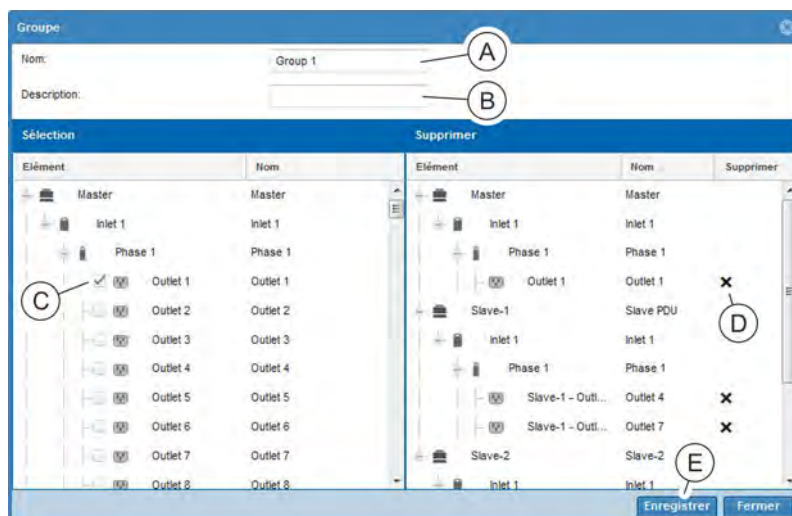 Groupe
Nom: Group 1 A
Description: B
Sélection Supprimer
Elément Nom Elément Nom Supprimer
Master Master Master Master
Inlet 1 Inlet 1 Inlet 1 Inlet 1
Phase 1 Phase 1 Phase 1 Phase 1
C Outlet 1 Outlet 1 Outlet 1 Outlet 1 D
Outlet 2 Outlet 2 Slave-1 Slave PDU
Outlet 3 Outlet 3 Inlet 1 Inlet 1
Outlet 4 Outlet 4 Phase 1 Phase 1
Outlet 5 Outlet 5 Slave-1 - Outl... Outlet 4
Outlet 6 Outlet 6 Slave-1 - Outl... Outlet 7
Outlet 7 Outlet 7 Slave-2 Slave-2 E
Outlet 8 Outlet 8 Inlet 1 Inlet 1
Enregistrer Fermer